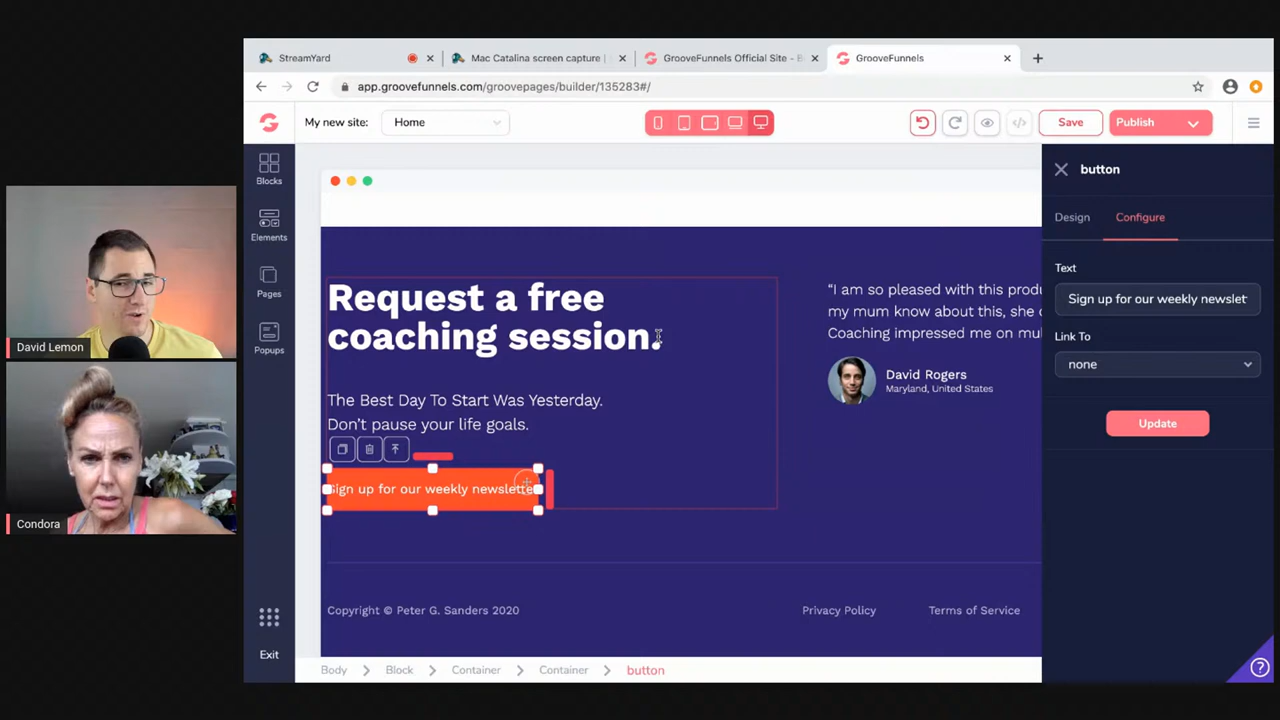 StreamYard
Mac Catalina screen capture |
GrooveFunnels Official Site - B
GrooveFunnels
app.groovefunnels.com/groovepages/builder/135283#/
My new site:
Home
Save
Publish
Blocks
Elements
Pages
Popups
Exit
button
Design
Configure
Text
Sign up for our weekly newslet
Link To
none
Update
Request a free
coaching session.
The Best Day To Start Was Yesterday.
Don't pause your life goals.
Sign up for our weekly newslette
“I am so pleased with this produ
my mum know about this, she c
Coaching impressed me on mul
David Rogers
Maryland, United States
Copyright © Peter G. Sanders 2020
Privacy Policy
Terms of Service
Body
Block
Container
Container
button
David Lemon
Condora